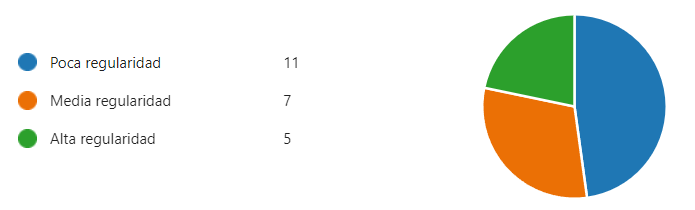 Poca regularidad 11
Media regularidad 7
Alta regularidad 5